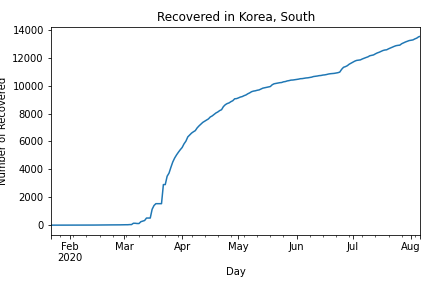 Recovered in Korea, South
14000
12000
10000
8000
6000
4000
2000
0
Number of Recovered
Feb Mar Apr May Jun Jul Aug
2020
Day